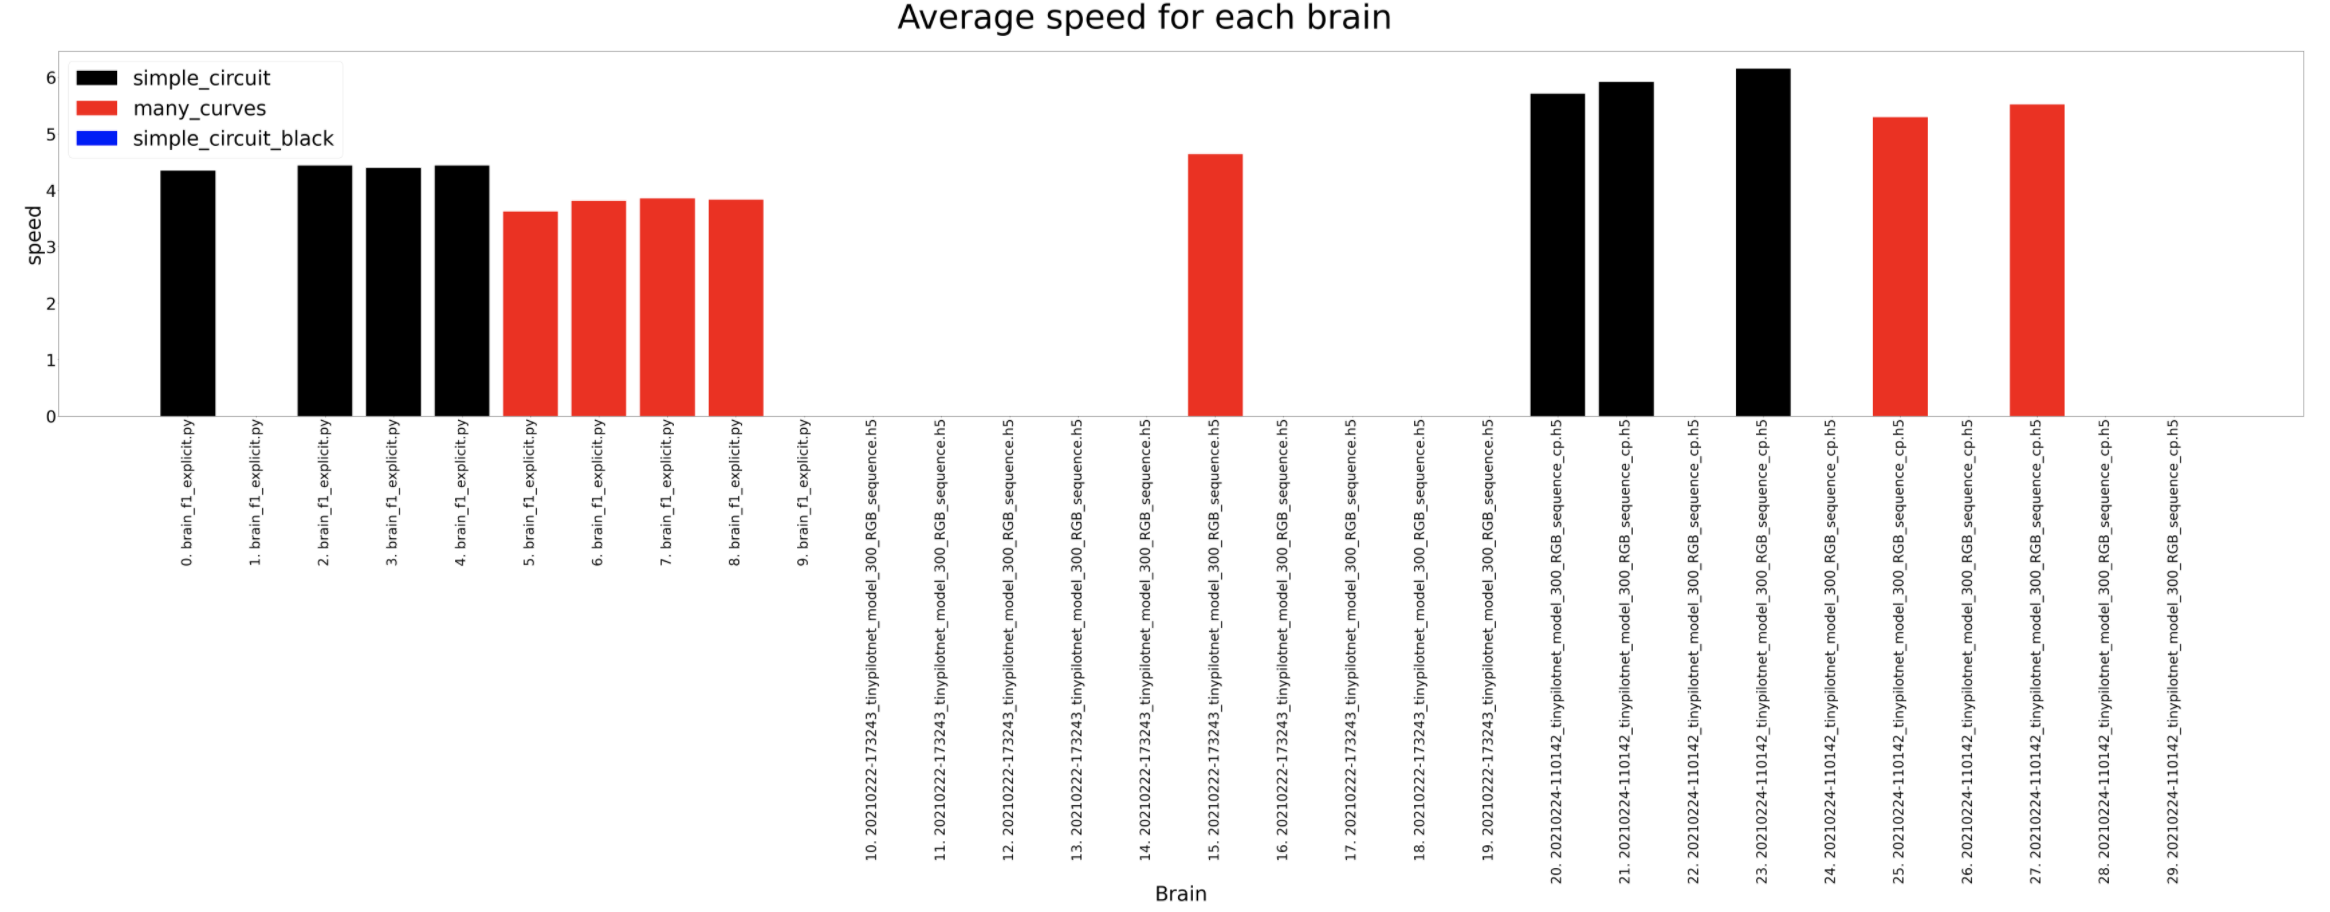 Average speed for each brain
simple_circuit
many_curves
simple_circuit_black
speed
6
5
4
3
2
1
0
0. brain_f1_explicit.py
1. brain_f1_explicit.py
2. brain_f1_explicit.py
3. brain_f1_explicit.py
4. brain_f1_explicit.py
5. brain_f1_explicit.py
6. brain_f1_explicit.py
7. brain_f1_explicit.py
8. brain_f1_explicit.py
9. brain_f1_explicit.py
10. 20210222-173243_tinypilotnet_model_300_RGB_sequence.h5
11. 20210222-173243_tinypilotnet_model_300_RGB_sequence.h5
12. 20210222-173243_tinypilotnet_model_300_RGB_sequence.h5
13. 20210222-173243_tinypilotnet_model_300_RGB_sequence.h5
14. 20210222-173243_tinypilotnet_model_300_RGB_sequence.h5
15. 20210222-173243_tinypilotnet_model_300_RGB_sequence.h5
16. 20210222-173243_tinypilotnet_model_300_RGB_sequence.h5
17. 20210222-173243_tinypilotnet_model_300_RGB_sequence.h5
18. 20210222-173243_tinypilotnet_model_300_RGB_sequence.h5
19. 20210222-173243_tinypilotnet_model_300_RGB_sequence.h5
20. 20210224-110142_tinypilotnet_model_300_RGB_sequence_cp.h5
21. 20210224-110142_tinypilotnet_model_300_RGB_sequence_cp.h5
22. 20210224-110142_tinypilotnet_model_300_RGB_sequence_cp.h5
23. 20210224-110142_tinypilotnet_model_300_RGB_sequence_cp.h5
24. 20210224-110142_tinypilotnet_model_300_RGB_sequence_cp.h5
25. 20210224-110142_tinypilotnet_model_300_RGB_sequence_cp.h5
26. 20210224-110142_tinypilotnet_model_300_RGB_sequence_cp.h5
27. 20210224-110142_tinypilotnet_model_300_RGB_sequence_cp.h5
28. 20210224-110142_tinypilotnet_model_300_RGB_sequence_cp.h5
29. 20210224-110142_tinypilotnet_model_300_RGB_sequence_cp.h5
Brain